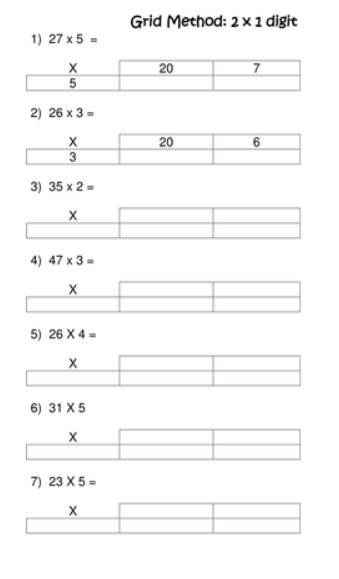 Grid Method: 2 x 1 digit
1) 27 x 5 =
X 20 7
5
2) 26 x 3 =
X 20 6
3
3) 35 x 2 =
X
4) 47 x 3 =
X
5) 26 X 4 =
X
6) 31 X 5
X
7) 23 X 5 =
X